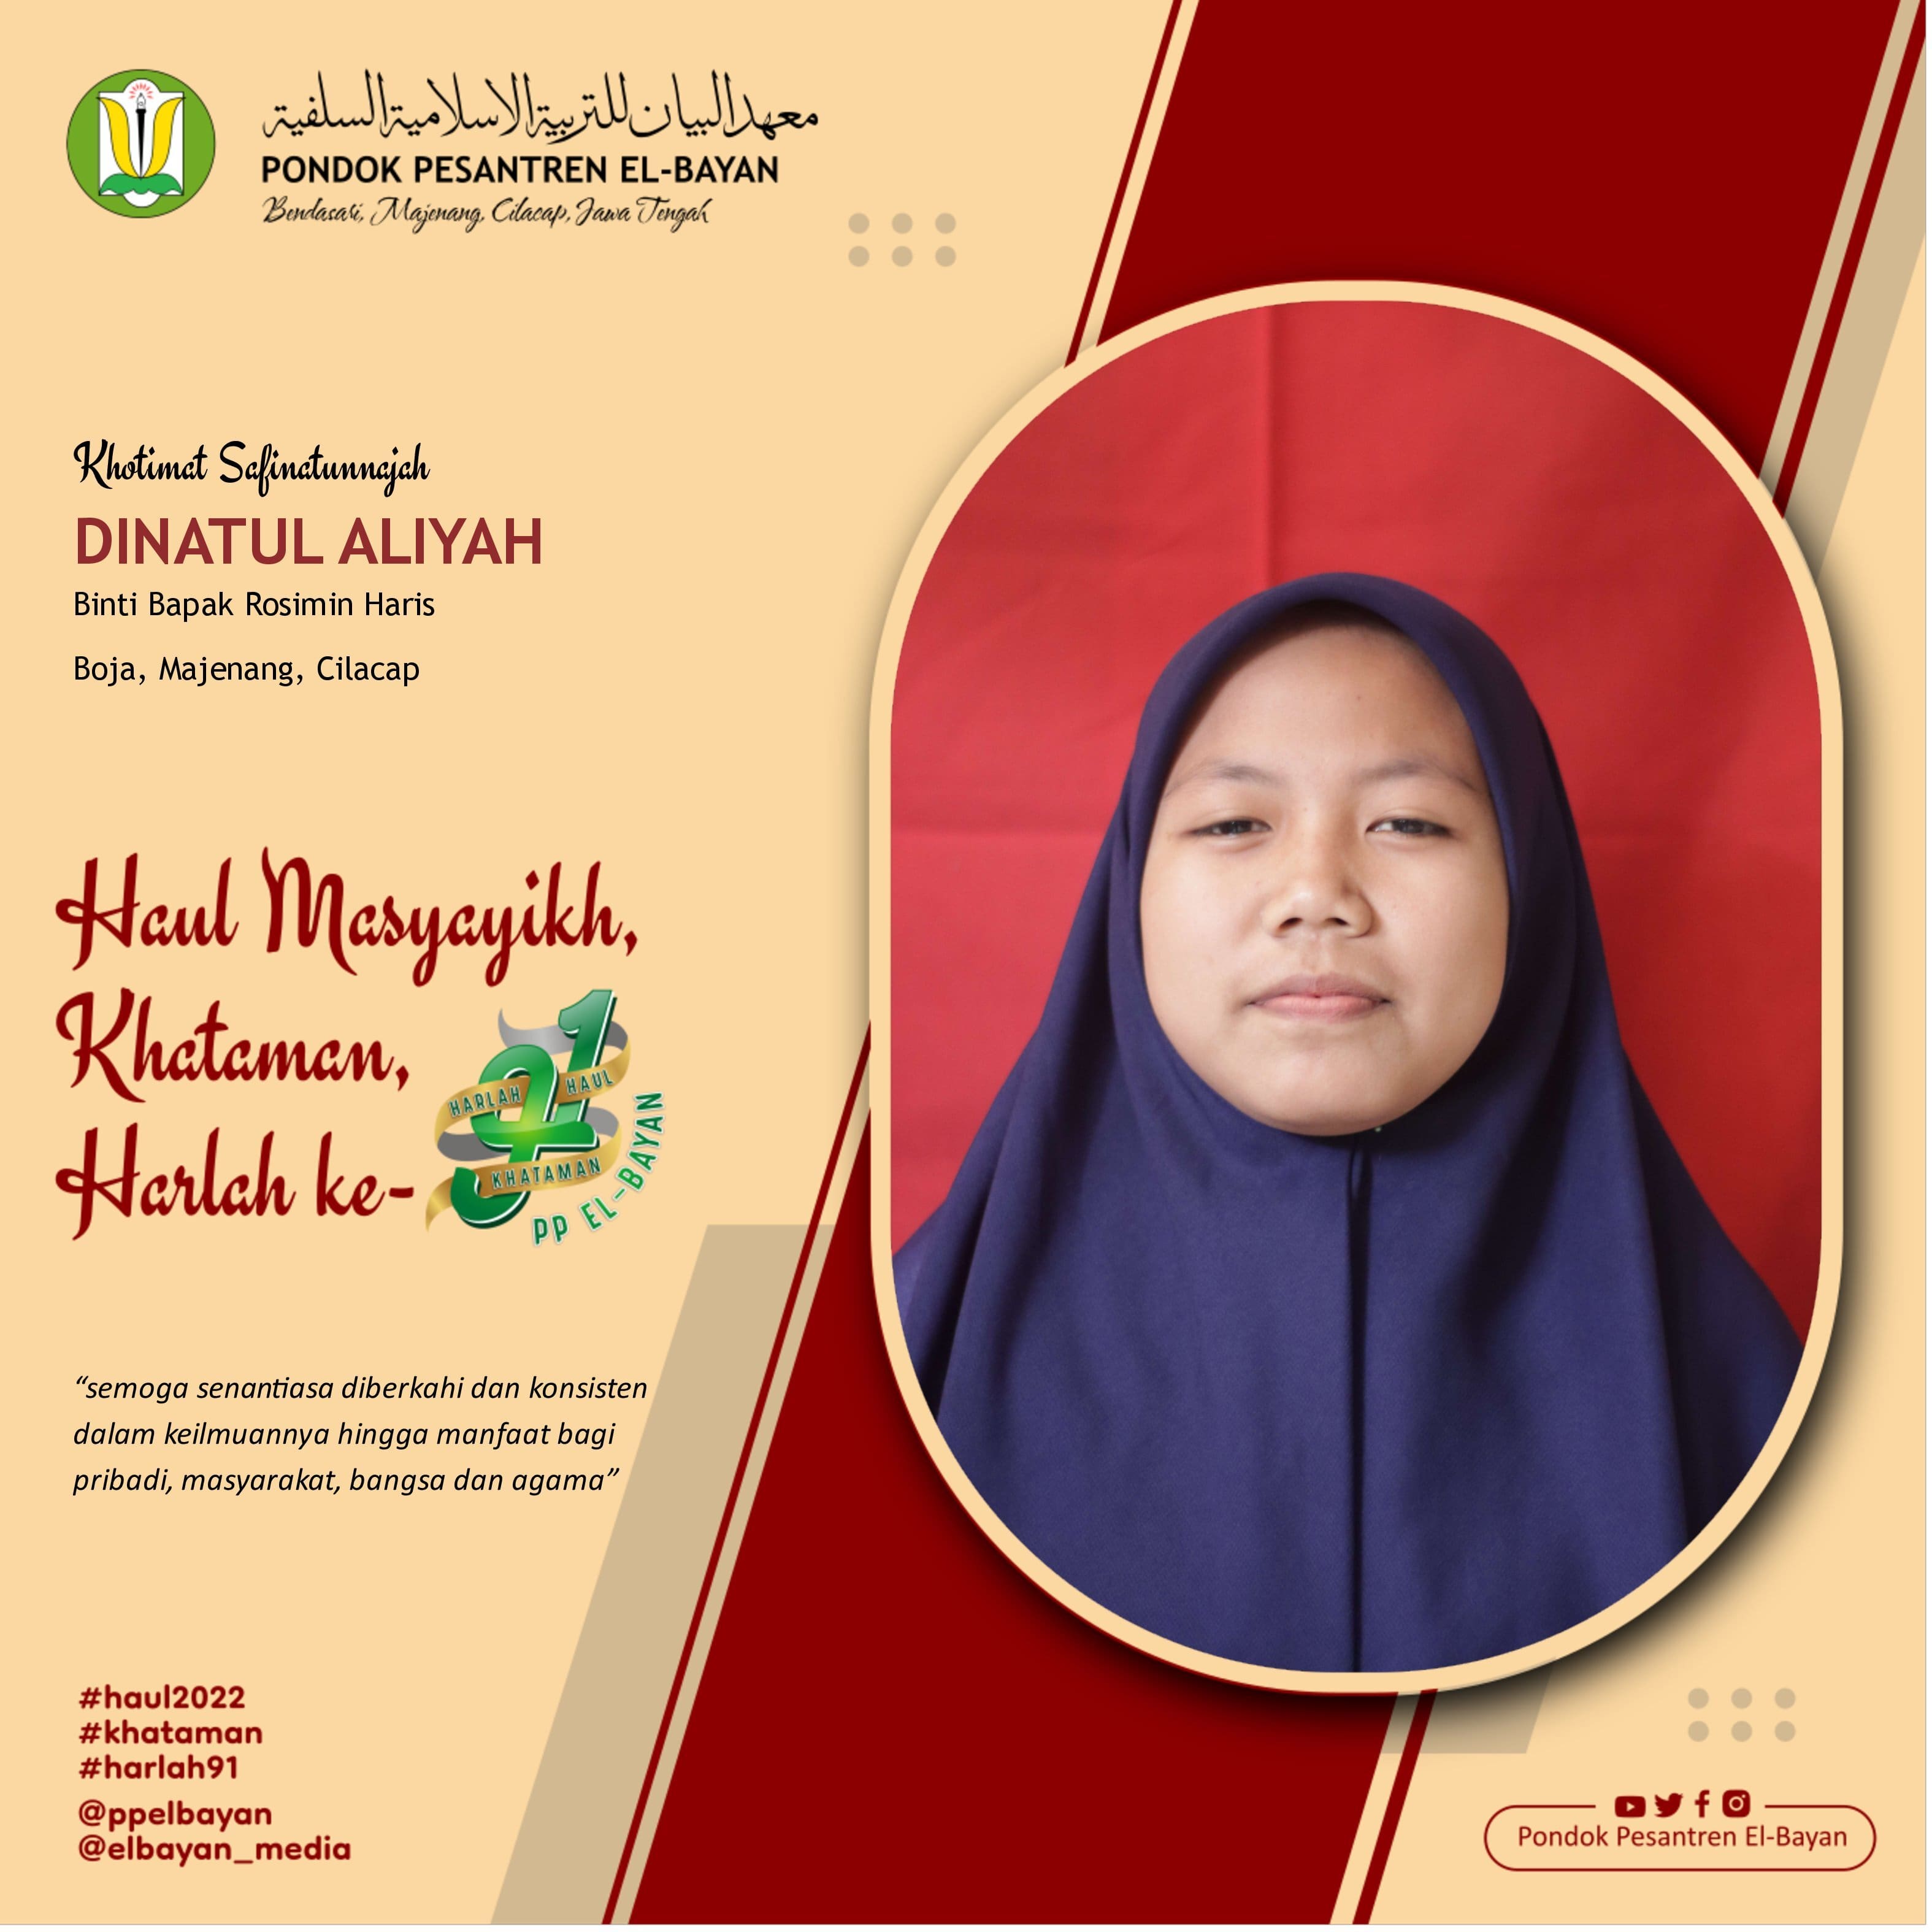 معهد البيان للتربية الاسلامية السلفية
PONDOK PESANTREN EL-BAYAN
Bendasari, Majenang, Cilacap, Jawa Tengah
Khotimat Safinatunnajah
DINATUL ALIYAH
Binti Bapak Rosimin Haris
Boja, Majenang, Cilacap
Haul Masyayikh,
Khataman,
Harlah ke-
91
HARLAH HAUL
KHATAMAN
PP EL-BAYAN
“semoga senantiasa diberkahi dan konsisten
dalam keilmuannya hingga manfaat bagi
pribadi, masyarakat, bangsa dan agama”
#haul2022
#khataman
#harlah91
@ppelbayan
@elbayan_media
Pondok Pesantren El-Bayan